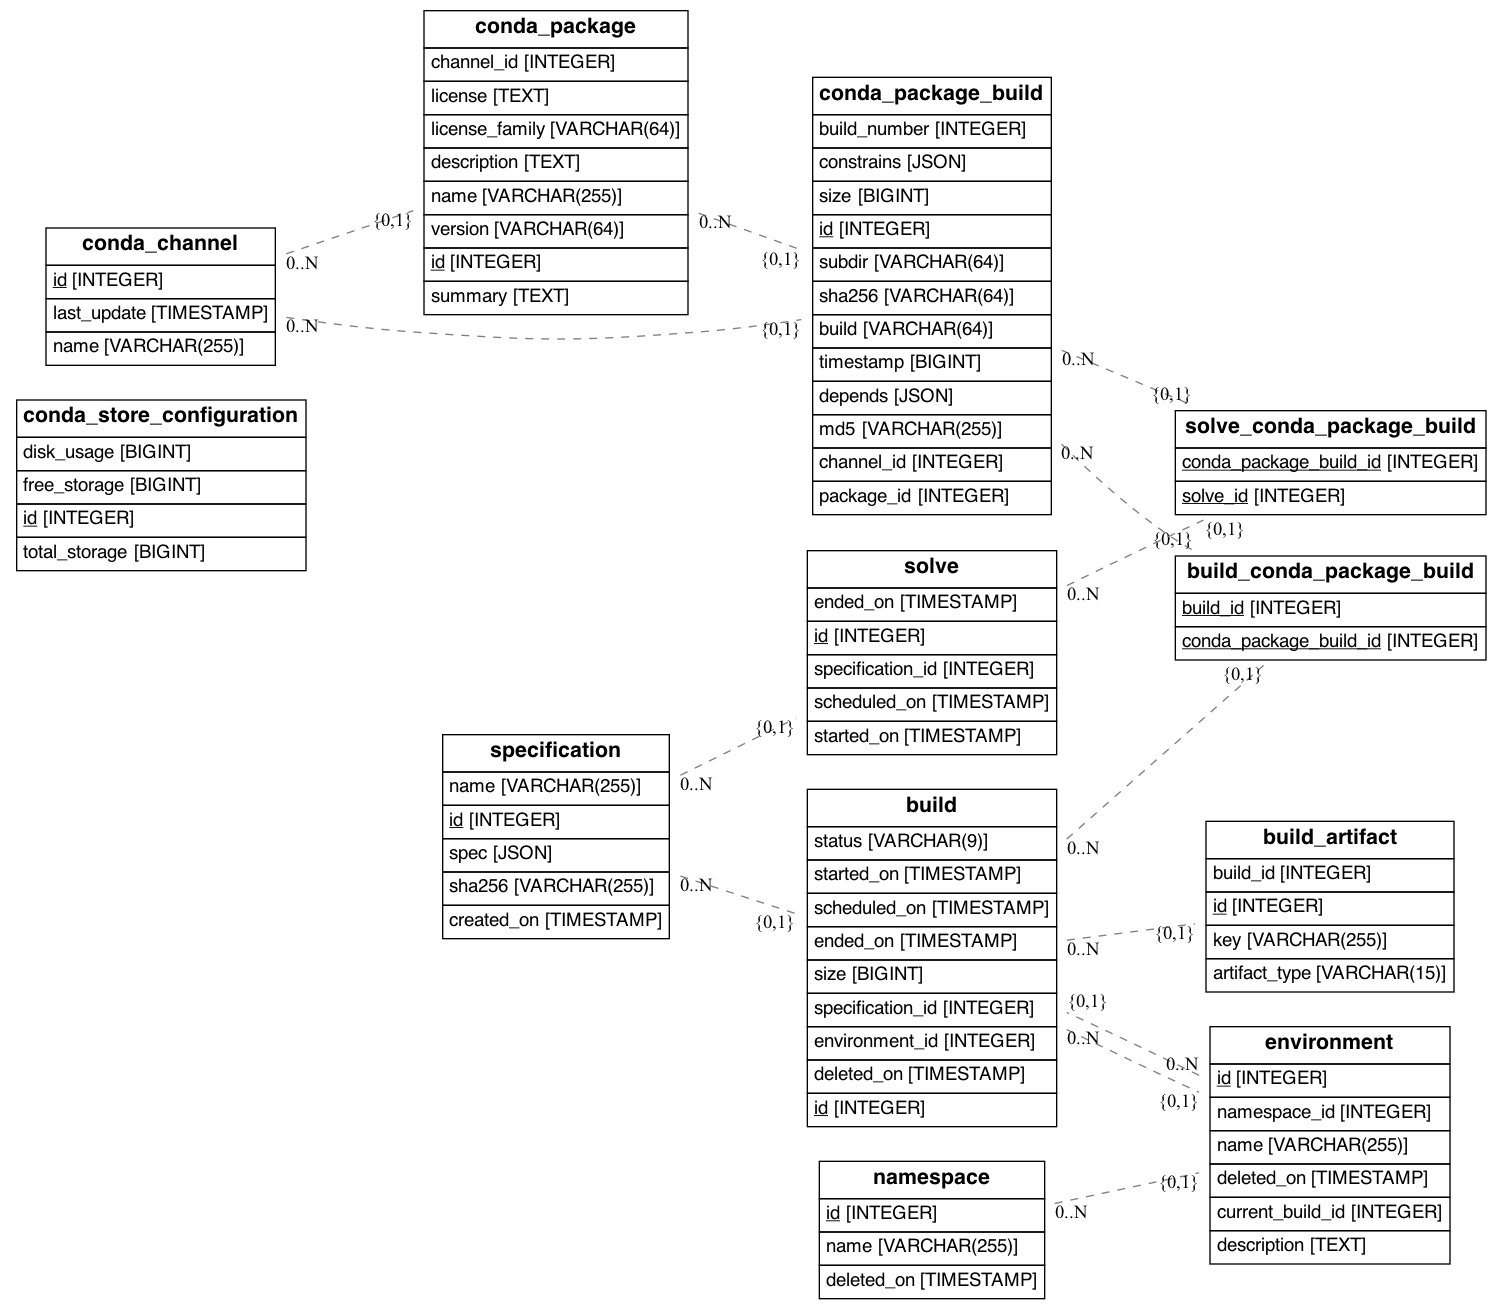 conda_package
channel_id [INTEGER]
license [TEXT]
license_family [VARCHAR(64)]
description [TEXT]
name [VARCHAR(255)]
version [VARCHAR(64)]
id [INTEGER]
summary [TEXT]
conda_package_build
build_number [INTEGER]
constrains [JSON]
size [BIGINT]
id [INTEGER]
subdir [VARCHAR(64)]
sha256 [VARCHAR(64)]
build [VARCHAR(64)]
timestamp [BIGINT]
depends [JSON]
md5 [VARCHAR(255)]
channel_id [INTEGER]
package_id [INTEGER]
conda_channel
id [INTEGER]
last_update [TIMESTAMP]
name [VARCHAR(255)]
{0,1}
0..N
0..N
{0,1}
0..N
{0,1}
conda_store_configuration
disk_usage [BIGINT]
free_storage [BIGINT]
id [INTEGER]
total_storage [BIGINT]
0..N
{0,1}
0..N
{0,1}
solve_conda_package_build
conda_package_build_id [INTEGER]
solve_id [INTEGER]
{0,1}
0..N
build_conda_package_build
build_id [INTEGER]
conda_package_build_id [INTEGER]
{0,1}
0..N
solve
ended_on [TIMESTAMP]
id [INTEGER]
specification_id [INTEGER]
scheduled_on [TIMESTAMP]
started_on [TIMESTAMP]
specification
name [VARCHAR(255)]
id [INTEGER]
spec [JSON]
sha256 [VARCHAR(255)]
created_on [TIMESTAMP]
{0,1}
0..N
0..N
{0,1}
build
status [VARCHAR(9)]
started_on [TIMESTAMP]
scheduled_on [TIMESTAMP]
ended_on [TIMESTAMP]
size [BIGINT]
specification_id [INTEGER]
environment_id [INTEGER]
deleted_on [TIMESTAMP]
id [INTEGER]
build_artifact
build_id [INTEGER]
id [INTEGER]
key [VARCHAR(255)]
artifact_type [VARCHAR(15)]
0..N
{0,1}
{0,1}
0..N
0..N
{0,1}
environment
id [INTEGER]
namespace_id [INTEGER]
name [VARCHAR(255)]
deleted_on [TIMESTAMP]
current_build_id [INTEGER]
description [TEXT]
namespace
id [INTEGER]
name [VARCHAR(255)]
deleted_on [TIMESTAMP]
{0,1}
0..N